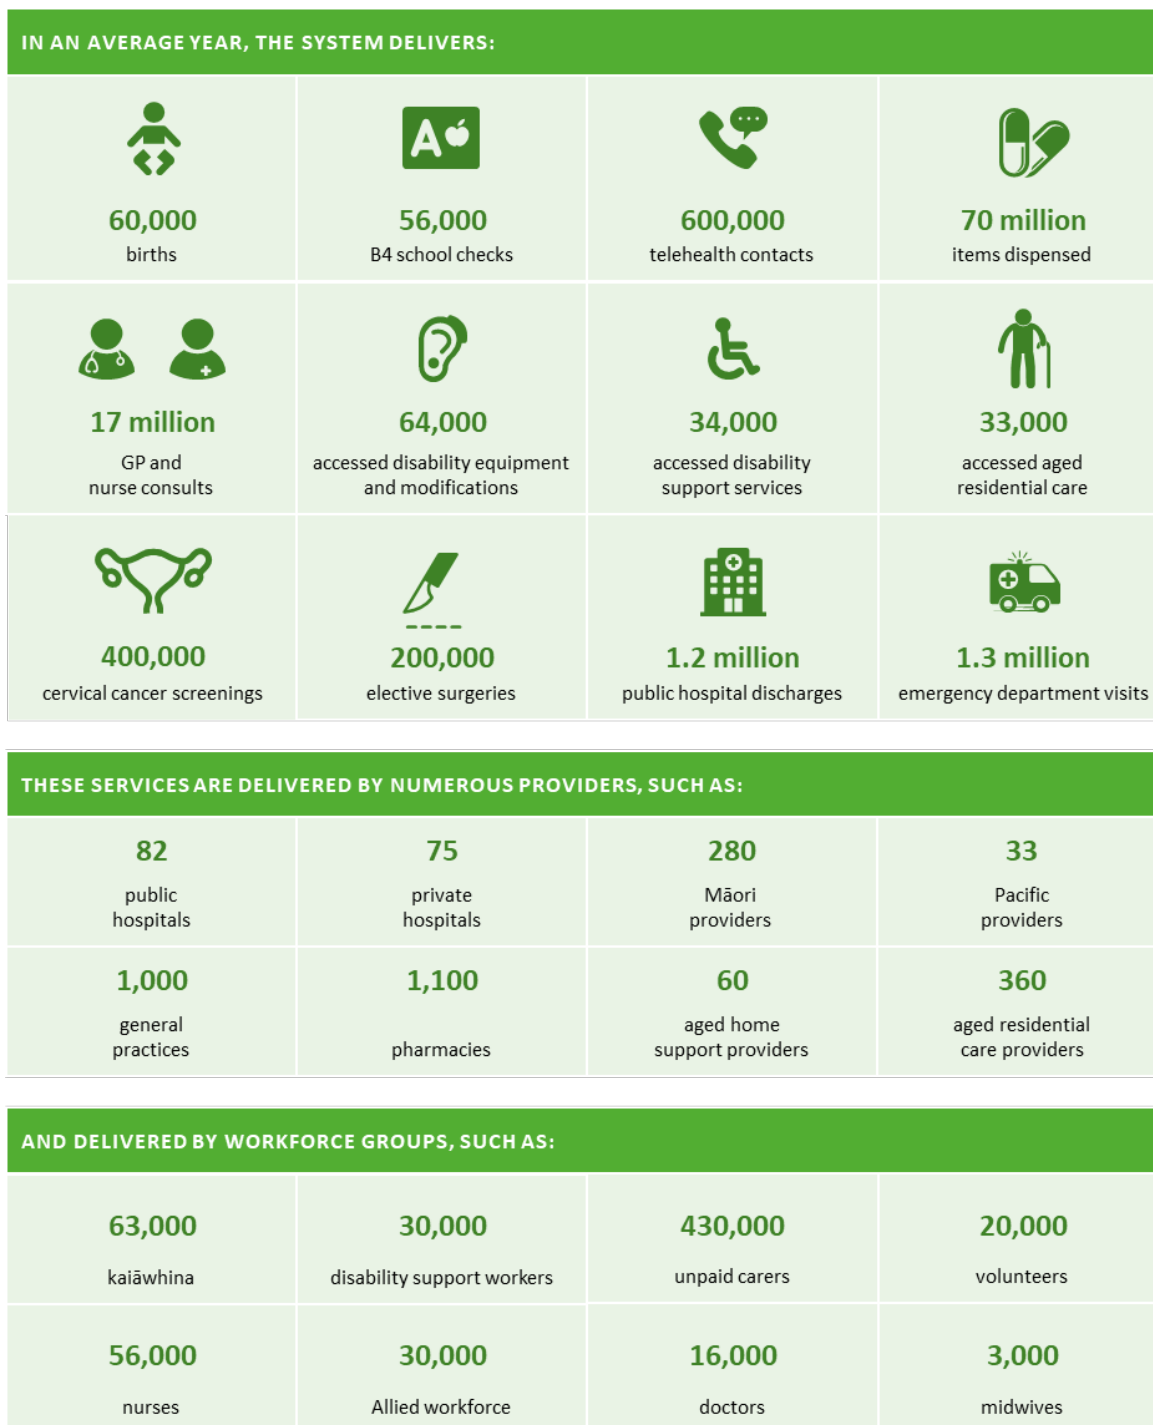 IN AN AVERAGE YEAR, THE SYSTEM DELIVERS:
A
60,000
births
56,000
B4 school checks
600,000
telehealth contacts
70 million
items dispensed
17 million
GP and
nurse consults
64,000
accessed disability equipment
and modifications
34,000
accessed disability
support services
33,000
accessed aged
residential care
400,000
cervical cancer screenings
200,000
elective surgeries
1.2 million
public hospital discharges
1.3 million
emergency department visits
THESE SERVICES ARE DELIVERED BY NUMEROUS PROVIDERS, SUCH AS:
82
public
hospitals
75
private
hospitals
280
Māori
providers
33
Pacific
providers
1,000
general
practices
1,100
pharmacies
60
aged home
support providers
360
aged residential
care providers
AND DELIVERED BY WORKFORCE GROUPS, SUCH AS:
63,000
kaiāwhina
30,000
disability support workers
430,000
unpaid carers
20,000
volunteers
56,000
nurses
30,000
Allied workforce
16,000
doctors
3,000
midwives